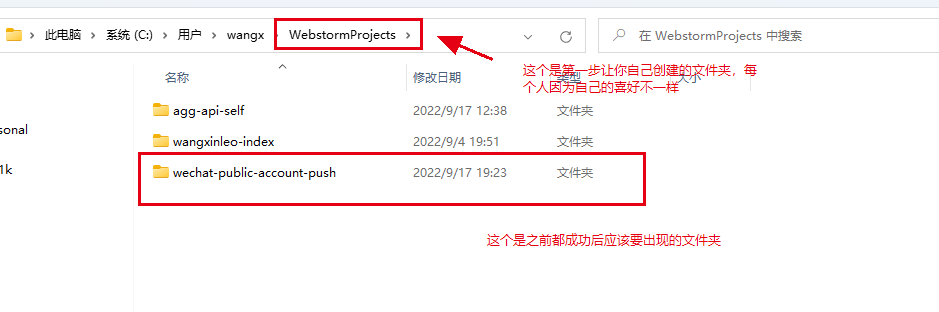 此电脑 > 系统 (C:) > 用户 > wangx > WebstormProjects >
在 WebstormProjects 中搜索
这个是第一步让你自己创建的文件夹，每
个人因为自己的喜好不一样
名称 修改日期 类型 大小
agg-api-self 2022/9/17 12:38 文件夹
sonal
wangxinleo-index 2022/9/4 19:51 文件夹
1k
wechat-public-account-push 2022/9/17 19:23 文件夹
这个是之前都成功后应该要出现的文件夹